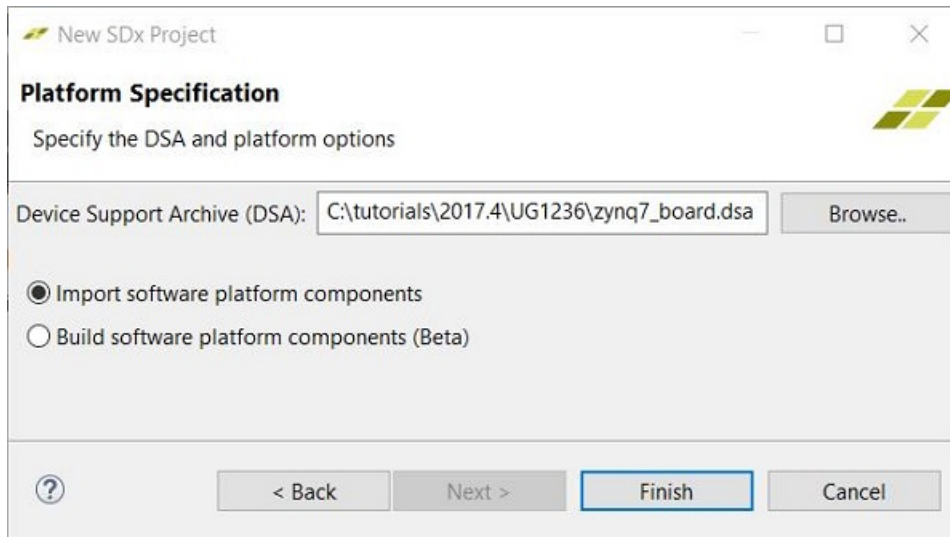 New SDx Project
Platform Specification
Specify the DSA and platform options
Device Support Archive (DSA): C:\tutorials\2017.4\UG1236\zynq7_board.dsa Browse..
Import software platform components
Build software platform components (Beta)
? < Back Next > Finish Cancel